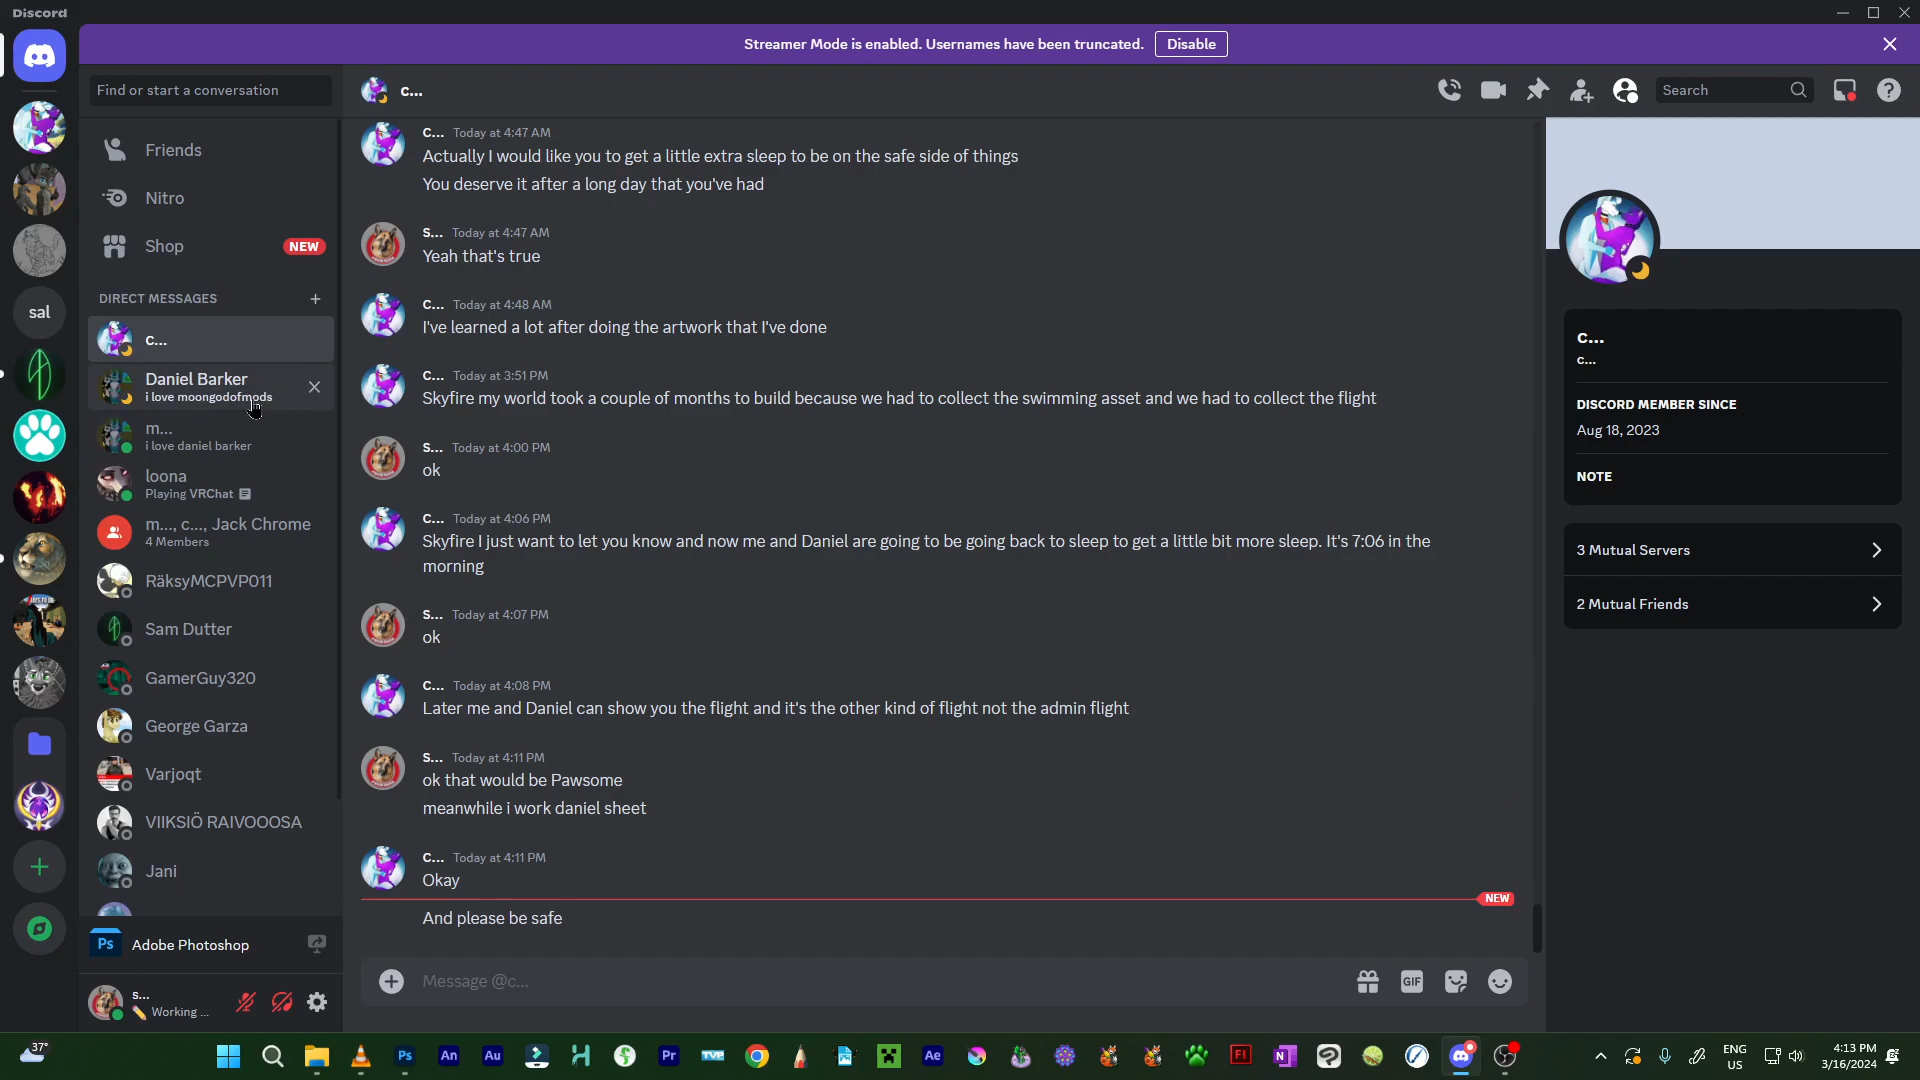 Discord
Streamer Mode is enabled. Usernames have been truncated.
Disable
Find or start a conversation
Friends
Nitro
Shop
NEW
DIRECT MESSAGES
c...
Daniel Barker
i love moongodofmods
m...
i love daniel barker
loona
Playing VRChat
m..., c..., Jack Chrome
4 Members
RäksyMCPVP011
Sam Dutter
GamerGuy320
George Garza
Varjoqt
VIIKSIÖ RAIVOOOSA
Jani
Ps
Adobe Photoshop
s...
Working ...
sal
c...
Search
C... Today at 4:47 AM
Actually I would like you to get a little extra sleep to be on the safe side of things
You deserve it after a long day that you've had
S... Today at 4:47 AM
Yeah that's true
C... Today at 4:48 AM
I've learned a lot after doing the artwork that I've done
C... Today at 3:51 PM
Skyfire my world took a couple of months to build because we had to collect the swimming asset and we had to collect the flight
S... Today at 4:00 PM
ok
C... Today at 4:06 PM
Skyfire I just want to let you know and now me and Daniel are going to be going back to sleep to get a little bit more sleep. It's 7:06 in the
morning
S... Today at 4:07 PM
ok
C... Today at 4:08 PM
Later me and Daniel can show you the flight and it's the other kind of flight not the admin flight
S... Today at 4:11 PM
ok that would be Pawsome
meanwhile i work daniel sheet
C... Today at 4:11 PM
Okay
NEW
And please be safe
Message @c...
GIF
c...
c...
DISCORD MEMBER SINCE
Aug 18, 2023
NOTE
3 Mutual Servers
2 Mutual Friends
37°
Ps
An
Au
Pr
TVP
Ae
Fl
N
ENG
US
4:13 PM
3/16/2024